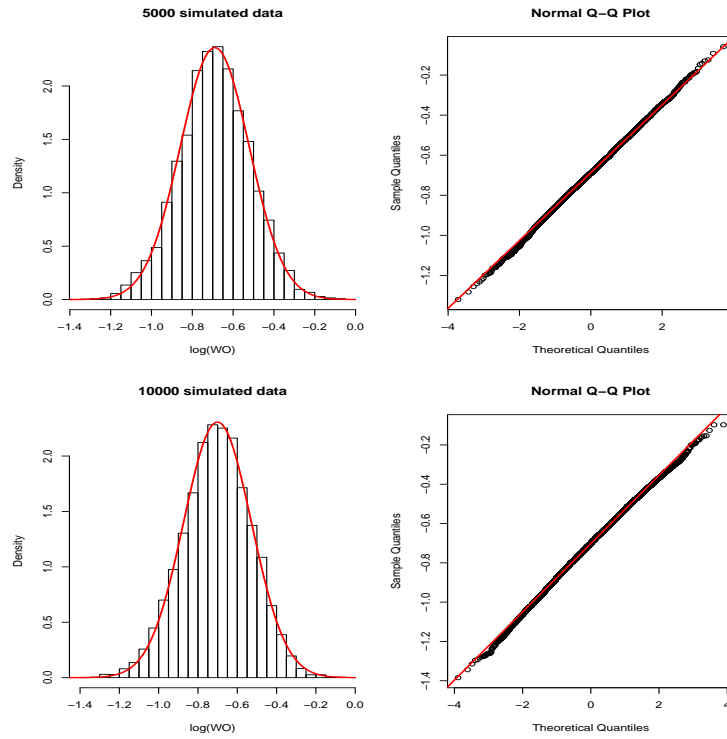 5000 simulated data
Density
0.0 0.5 1.0 1.5 2.0
−1.4 −1.2 −1.0 −0.8 −0.6 −0.4 −0.2 0.0
log(WO)
Normal Q−Q Plot
Sample Quantiles
−1.2 −1.0 −0.8 −0.6 −0.4 −0.2
−4 −2 0 2 4
Theoretical Quantiles
10000 simulated data
Density
0.0 0.5 1.0 1.5 2.0
−1.4 −1.2 −1.0 −0.8 −0.6 −0.4 −0.2 0.0
log(WO)
Normal Q−Q Plot
Sample Quantiles
−1.4 −1.2 −1.0 −0.8 −0.6 −0.4 −0.2
−4 −2 0 2 4
Theoretical Quantiles